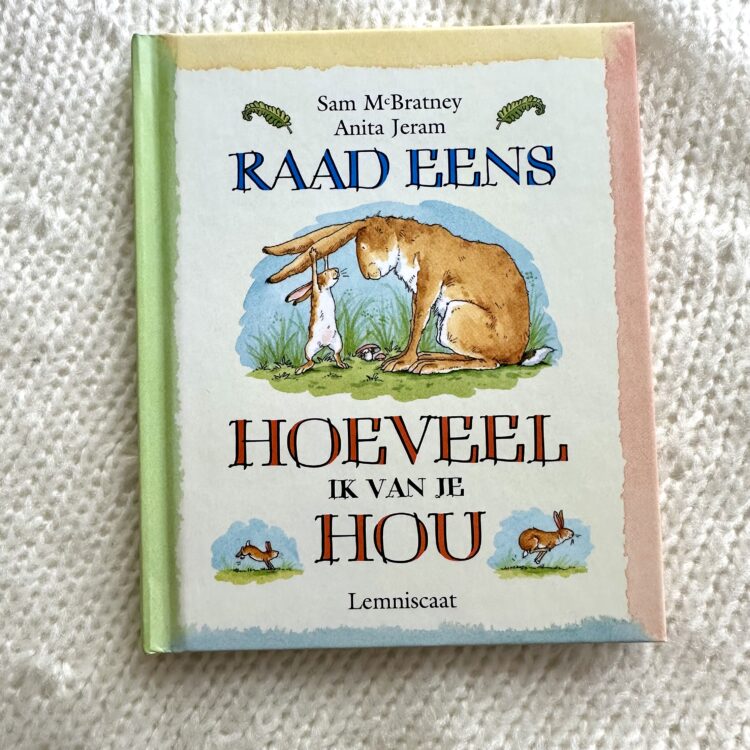 Sam McBratney
Anita Jeram
RAAD EENS
HOEVEEL
IK VAN JE
HOU
Lemniscaat